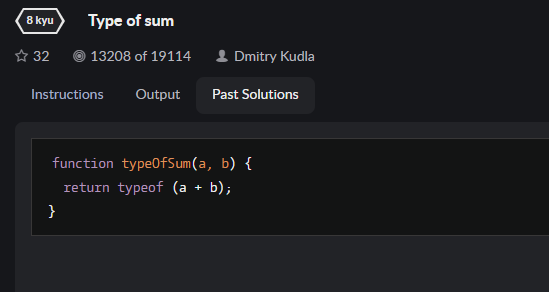 8 kyu Type of sum
32 13208 of 19114 Dmitry Kudla
Instructions Output Past Solutions
function typeOfSum(a, b) {
return typeof (a + b);
}